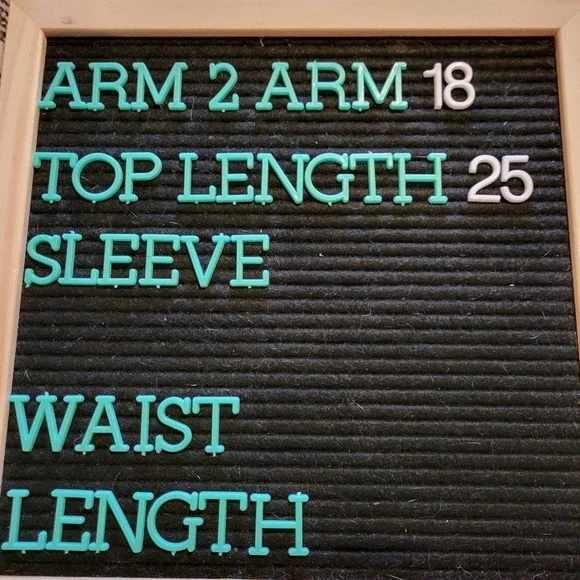 ARM 2 ARM 18
TOP LENGTH 25
SLEEVE
WAIST
LENGTH